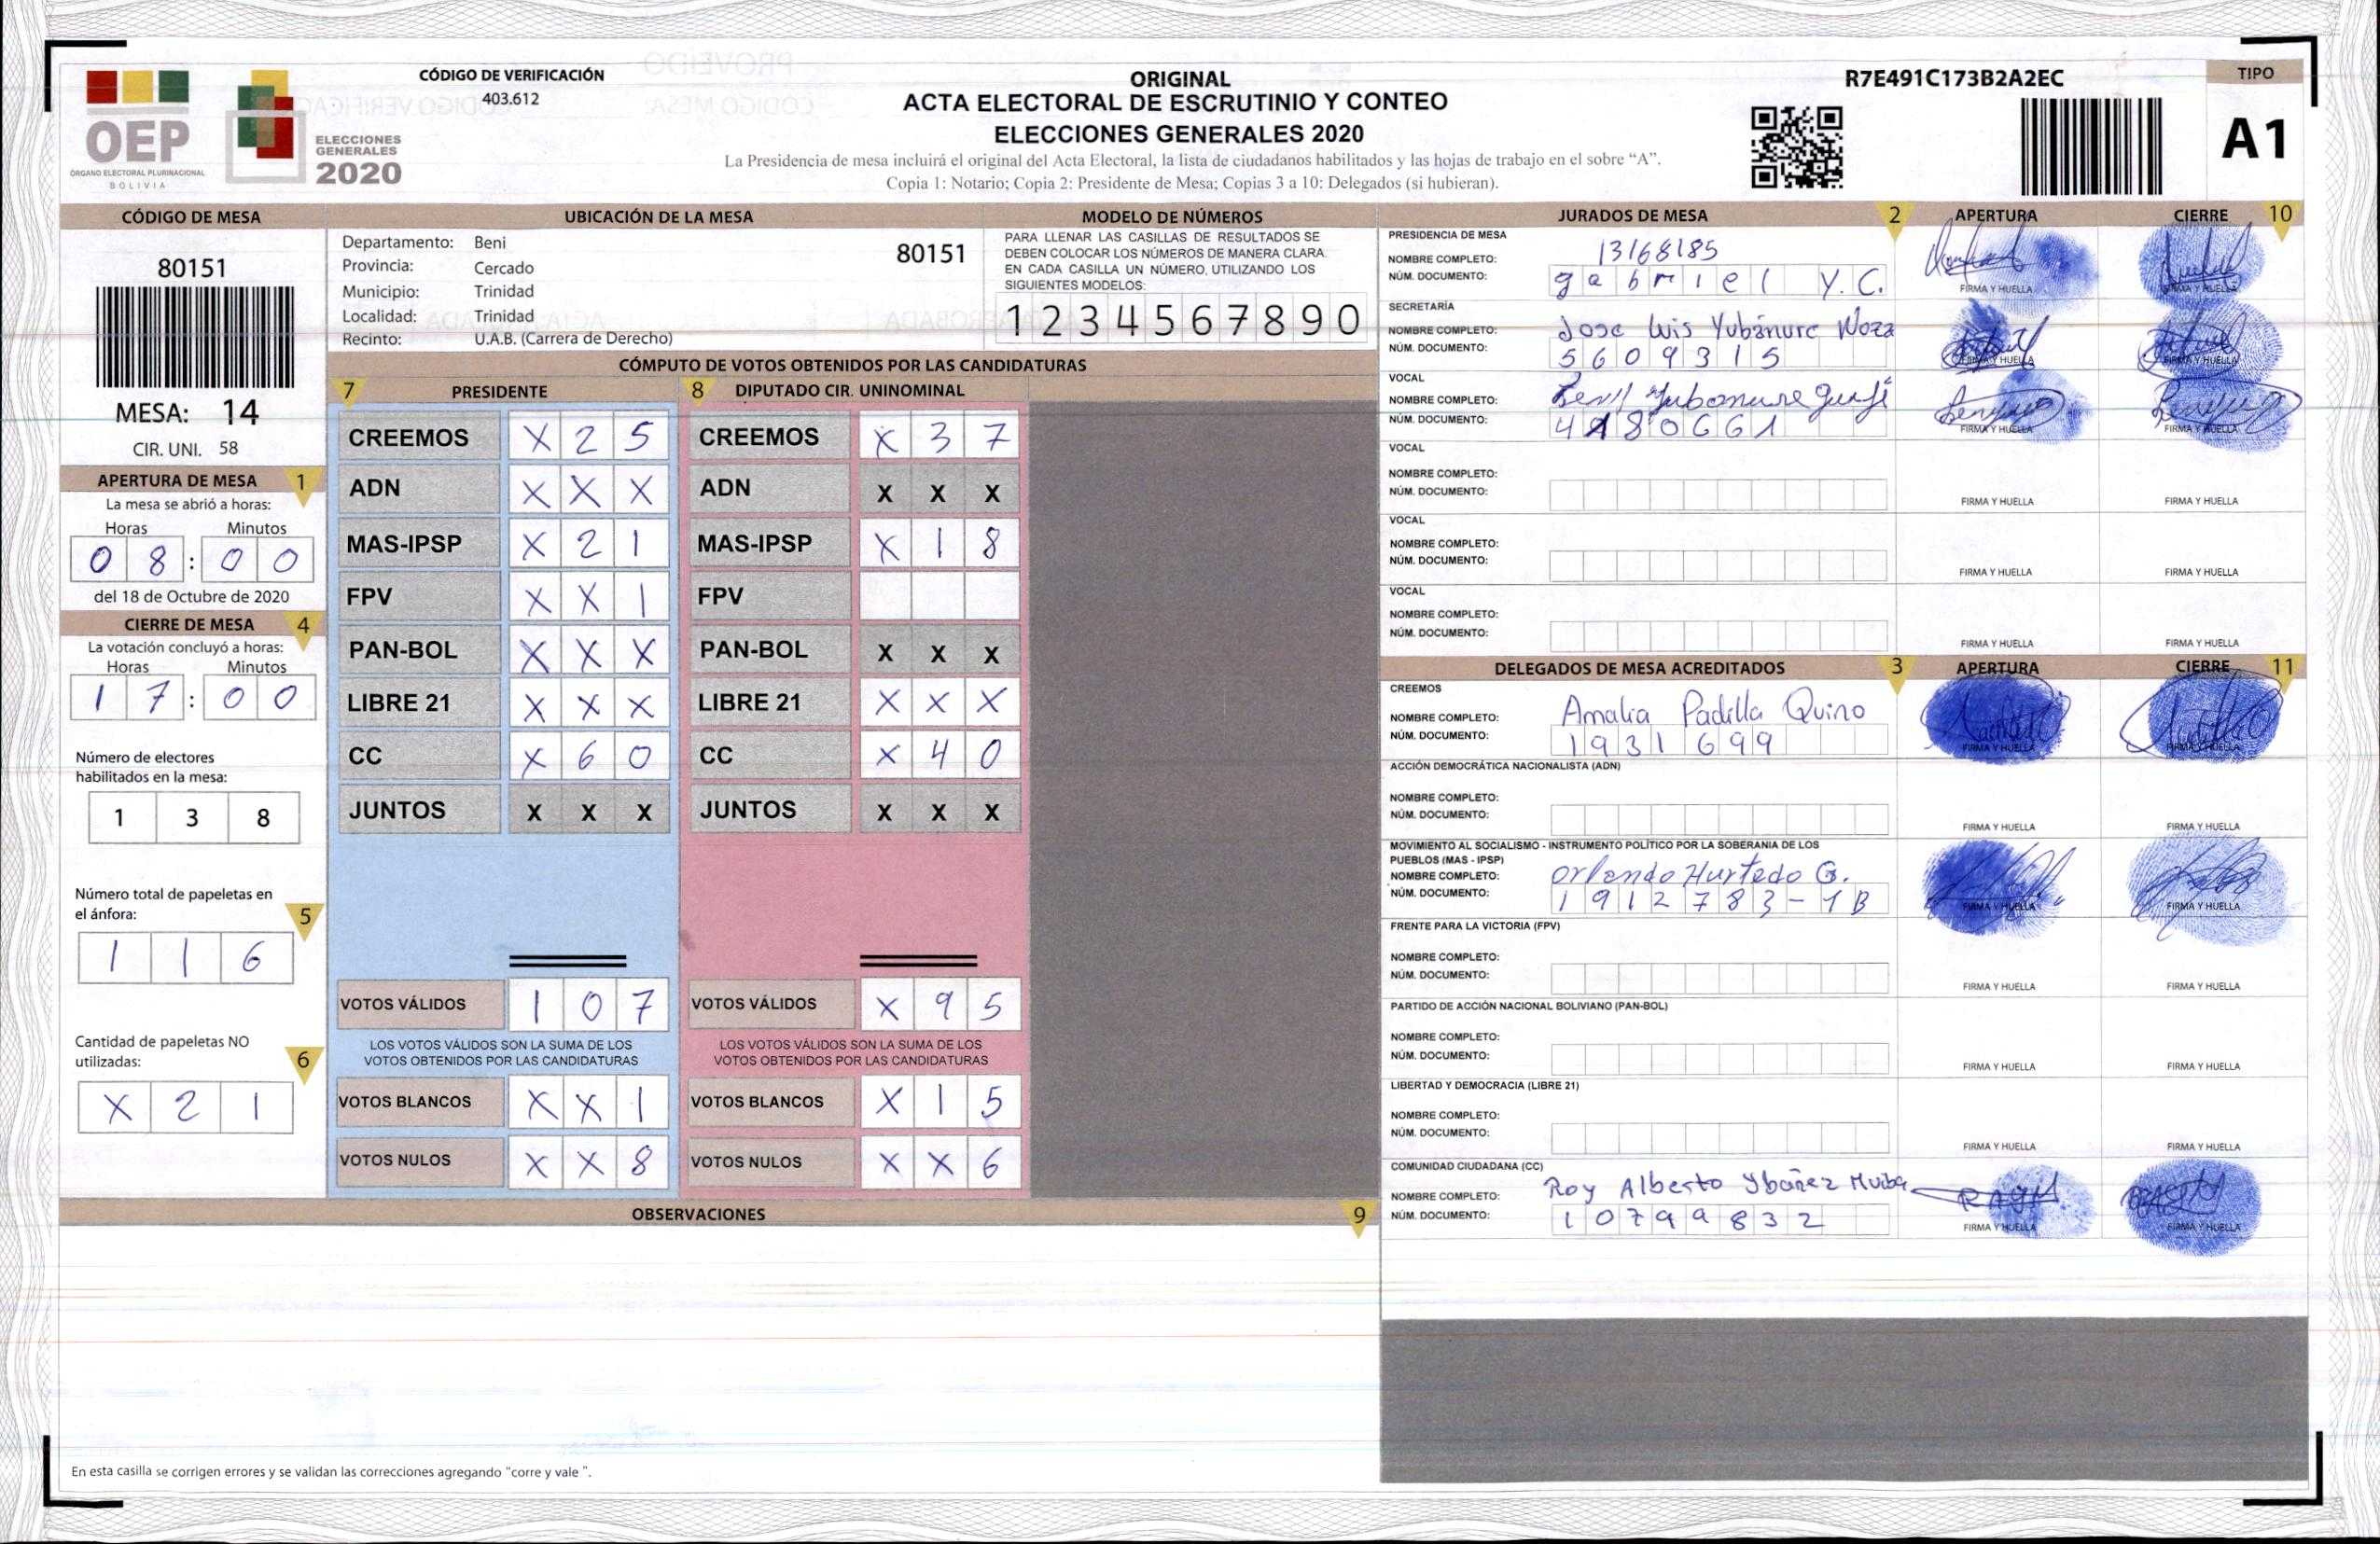 CÓDIGO DE VERIFICACIÓN
403.612
OEP
ÓRGANO ELECTORAL PLURINACIONAL
BOLIVIA
ELECCIONES
GENERALES
2020
ORIGINAL
ACTA ELECTORAL DE ESCRUTINIO Y CONTEO
ELECCIONES GENERALES 2020
La Presidencia de mesa incluirá el original del Acta Electoral, la lista de ciudadanos habilitados y las hojas de trabajo en el sobre “A”.
Copia 1: Notario; Copia 2: Presidente de Mesa; Copias 3 a 10: Delegados (si hubieran).
R7E491C173B2A2EC
TIPO
A1
CÓDIGO DE MESA
80151
MESA: 14
CIR. UNI. 58
UBICACIÓN DE LA MESA
Departamento: Beni
80151
Provincia: Cercado
Municipio: Trinidad
Localidad: Trinidad
Recinto: U.A.B. (Carrera de Derecho)
MODELO DE NÚMEROS
PARA LLENAR LAS CASILLAS DE RESULTADOS SE
DEBEN COLOCAR LOS NÚMEROS DE MANERA CLARA.
EN CADA CASILLA UN NÚMERO, UTILIZANDO LOS
SIGUIENTES MODELOS:
1 2 3 4 5 6 7 8 9 0
APERTURA DE MESA 1
La mesa se abrió a horas:
Horas Minutos
0 8 : 0 0
del 18 de Octubre de 2020
CIERRE DE MESA 4
La votación concluyó a horas:
Horas Minutos
1 7 : 0 0
Número de electores
habilitados en la mesa:
1 3 8
Número total de papeletas en
el ánfora: 5
1 1 6
Cantidad de papeletas NO
utilizadas: 6
X 2 1
CÓMPUTO DE VOTOS OBTENIDOS POR LAS CANDIDATURAS
7 PRESIDENTE
CREEMOS X 2 5
ADN X X X
MAS-IPSP X 2 1
FPV X X 1
PAN-BOL X X X
LIBRE 21 X X X
CC X 6 0
JUNTOS X X X
VOTOS VÁLIDOS 1 0 7
LOS VOTOS VÁLIDOS SON LA SUMA DE LOS
VOTOS OBTENIDOS POR LAS CANDIDATURAS
VOTOS BLANCOS X X 1
VOTOS NULOS X X 8
8 DIPUTADO CIR. UNINOMINAL
CREEMOS X 3 7
ADN X X X
MAS-IPSP X 1 8
FPV
PAN-BOL X X X
LIBRE 21 X X X
CC X 4 0
JUNTOS X X X
VOTOS VÁLIDOS X 9 5
LOS VOTOS VÁLIDOS SON LA SUMA DE LOS
VOTOS OBTENIDOS POR LAS CANDIDATURAS
VOTOS BLANCOS X 1 5
VOTOS NULOS X X 6
OBSERVACIONES 9
En esta casilla se corrigen errores y se validan las correcciones agregando "corre y vale ".
JURADOS DE MESA 2 APERTURA CIERRE 10
PRESIDENCIA DE MESA
NOMBRE COMPLETO: 13168185
NÚM. DOCUMENTO: gabriel Y.C.
FIRMA Y HUELLA FIRMA Y HUELLA
SECRETARÍA
NOMBRE COMPLETO: Jose Luis Yubánure Noza
NÚM. DOCUMENTO: 5609315
FIRMA Y HUELLA FIRMA Y HUELLA
VOCAL
NOMBRE COMPLETO:
NÚM. DOCUMENTO: 4180661
FIRMA Y HUELLA FIRMA Y HUELLA
VOCAL
NOMBRE COMPLETO:
NÚM. DOCUMENTO:
FIRMA Y HUELLA FIRMA Y HUELLA
VOCAL
NOMBRE COMPLETO:
NÚM. DOCUMENTO:
FIRMA Y HUELLA FIRMA Y HUELLA
VOCAL
NOMBRE COMPLETO:
NÚM. DOCUMENTO:
FIRMA Y HUELLA FIRMA Y HUELLA
DELEGADOS DE MESA ACREDITADOS 3 APERTURA CIERRE 11
CREEMOS
NOMBRE COMPLETO: Amalia Padilla Quino
NÚM. DOCUMENTO: 1931699
FIRMA Y HUELLA FIRMA Y HUELLA
ACCIÓN DEMOCRÁTICA NACIONALISTA (ADN)
NOMBRE COMPLETO:
NÚM. DOCUMENTO:
FIRMA Y HUELLA FIRMA Y HUELLA
MOVIMIENTO AL SOCIALISMO - INSTRUMENTO POLÍTICO POR LA SOBERANIA DE LOS
PUEBLOS (MAS - IPSP)
NOMBRE COMPLETO: Orlando Hurtado G.
NÚM. DOCUMENTO: 1912783-1B
FIRMA Y HUELLA FIRMA Y HUELLA
FRENTE PARA LA VICTORIA (FPV)
NOMBRE COMPLETO:
NÚM. DOCUMENTO:
FIRMA Y HUELLA FIRMA Y HUELLA
PARTIDO DE ACCIÓN NACIONAL BOLIVIANO (PAN-BOL)
NOMBRE COMPLETO:
NÚM. DOCUMENTO:
FIRMA Y HUELLA FIRMA Y HUELLA
LIBERTAD Y DEMOCRACIA (LIBRE 21)
NOMBRE COMPLETO:
NÚM. DOCUMENTO:
FIRMA Y HUELLA FIRMA Y HUELLA
COMUNIDAD CIUDADANA (CC)
NOMBRE COMPLETO: Roy Alberto Ybañez Muiba
NÚM. DOCUMENTO: 10799832
FIRMA Y HUELLA FIRMA Y HUELLA